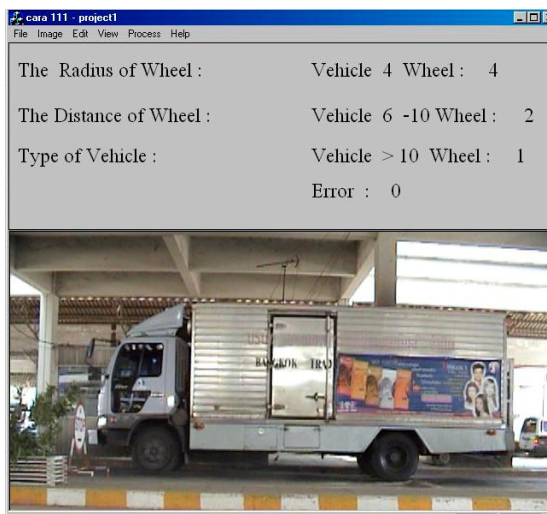 cara 111 - project1
File Image Edit View Process Help
The Radius of Wheel :
Vehicle 4 Wheel : 4
The Distance of Wheel :
Vehicle 6 -10 Wheel : 2
Type of Vehicle :
Vehicle > 10 Wheel : 1
Error : 0
BANGKOK TRAD